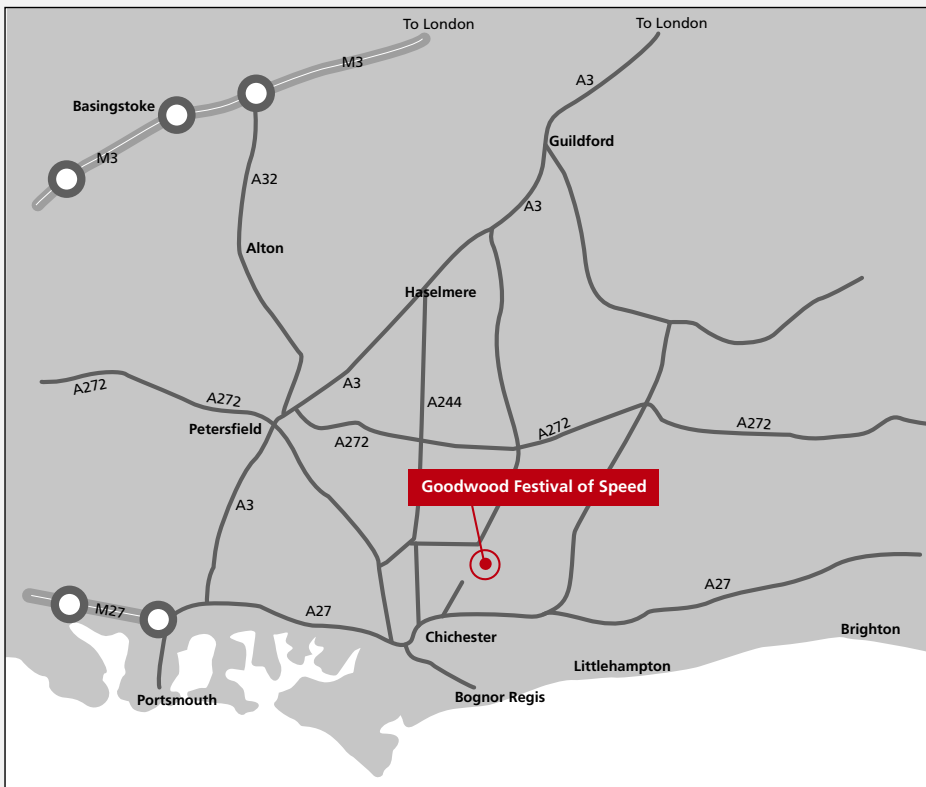 To London
To London
M3
A3
Basingstoke
Guildford
M3
A32
A3
Alton
Haselmere
A272
A3
A272
A244
Petersfield
A272
A272
A272
Goodwood Festival of Speed
A3
A27
M27
A27
Chichester
Brighton
Littlehampton
Portsmouth
Bognor Regis